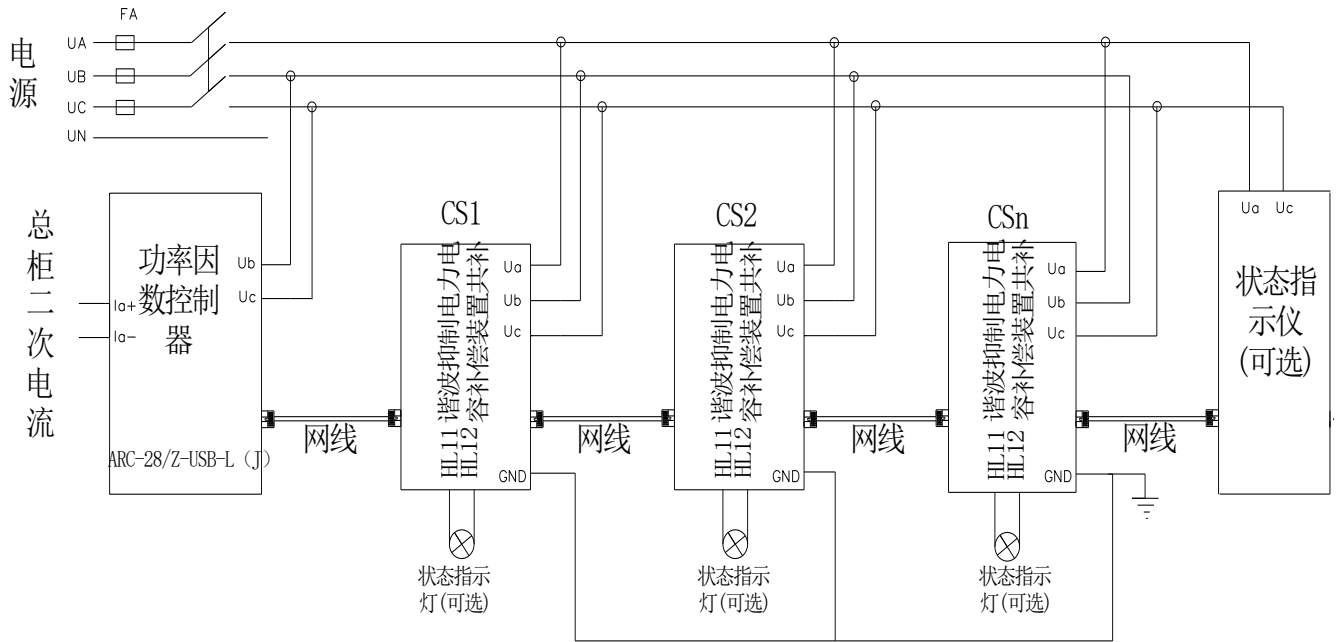 FA
电
源
UA
UB
UC
UN
总
柜
二
次
电
流
Ia+
Ia-
功率因
数控制
器
Ub
Uc
ARC-28/Z-USB-L (J)
网线
CS1
HL11 谐波抑制电力电
HL12 容补偿装置共补
Ua
Ub
Uc
GND
状态指示
灯(可选)
网线
CS2
HL11 谐波抑制电力电
HL12 容补偿装置共补
Ua
Ub
Uc
GND
状态指示
灯(可选)
网线
CSn
HL11 谐波抑制电力电
HL12 容补偿装置共补
Ua
Ub
Uc
GND
状态指示
灯(可选)
网线
Ua Uc
状态指
示仪
(可选)